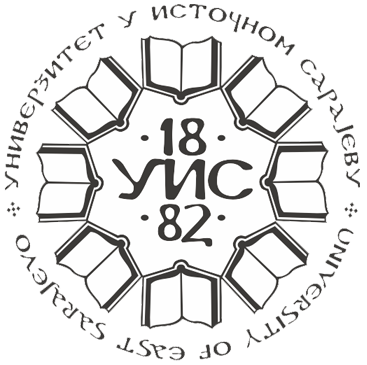 УНИВЕРЗИТЕТ У ИСТОЧНОМ САРАЈЕВУ
·18·
УИС
·82·
UNIVERSITY OF EAST SARAJEVO